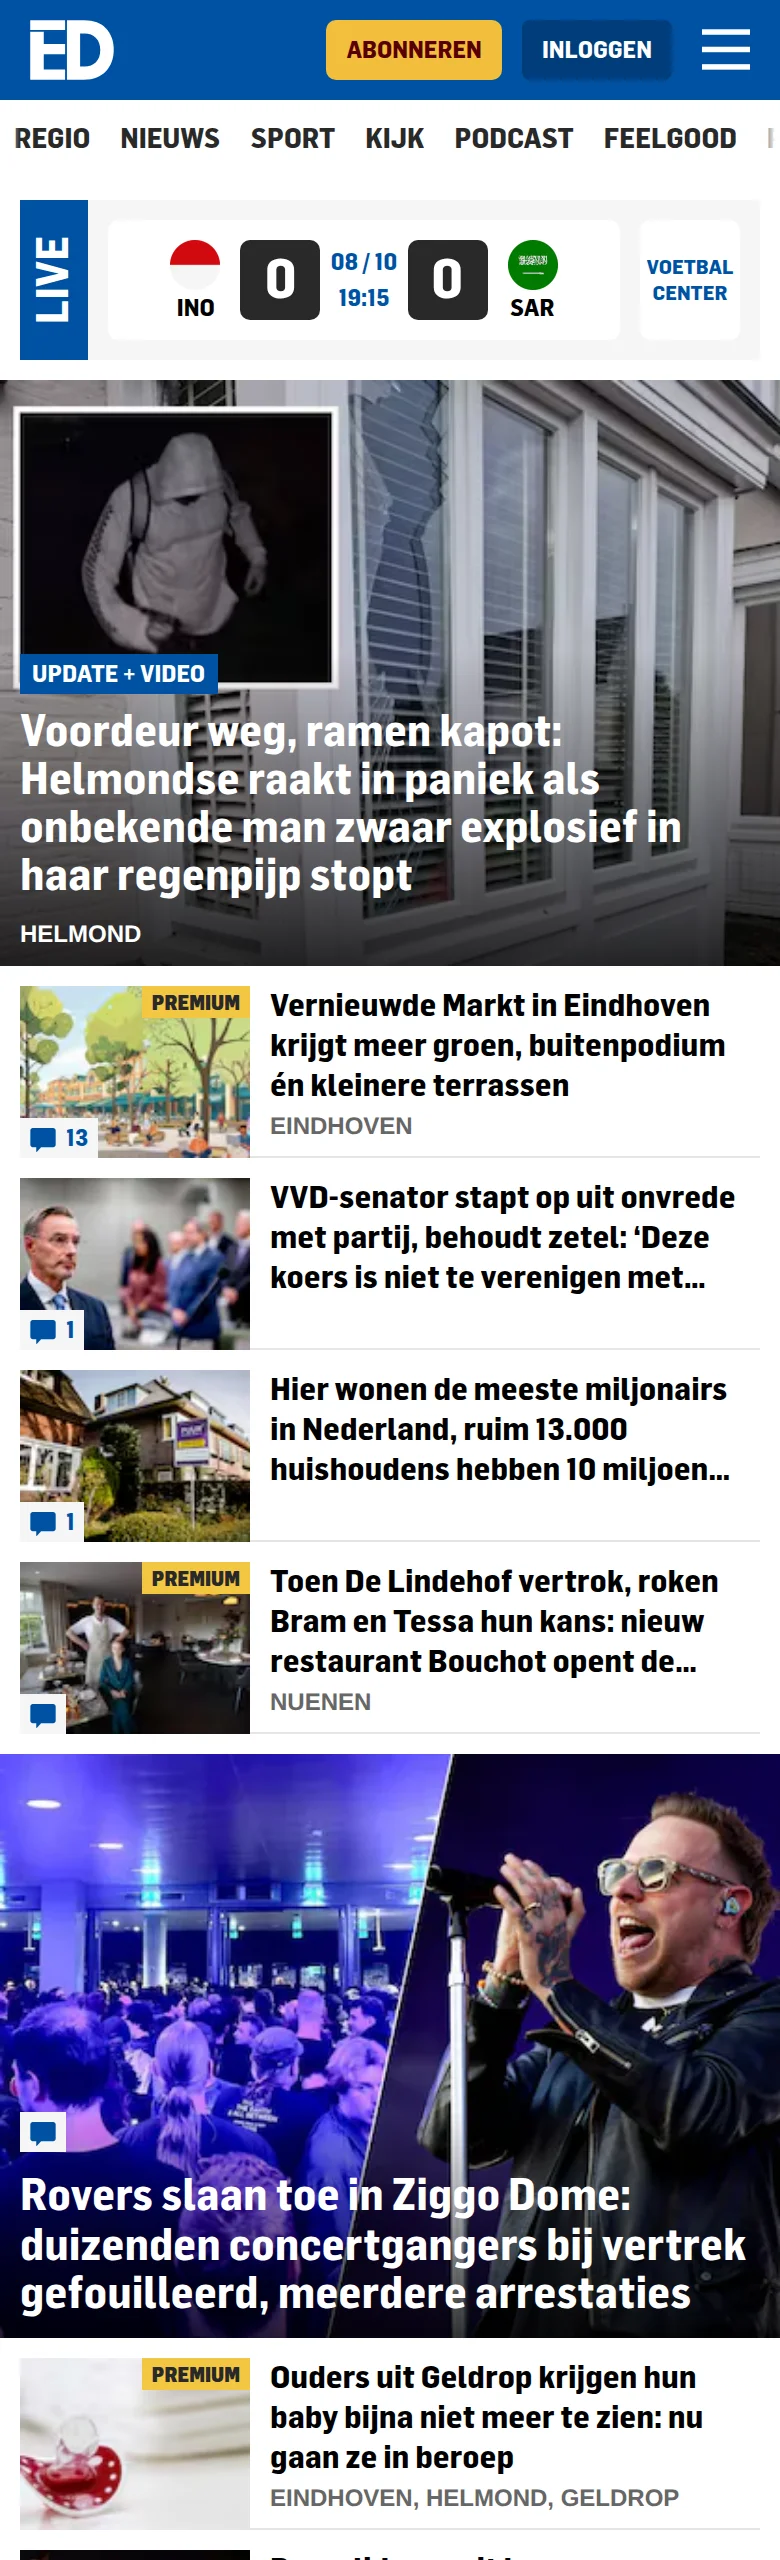 ED
ABONNEREN
INLOGGEN
REGIO NIEUWS SPORT KIJK PODCAST FEELGOOD
LIVE
INO
0
08 / 10
19:15
0
SAR
VOETBAL
CENTER
UPDATE + VIDEO
Voordeur weg, ramen kapot:
Helmondse raakt in paniek als
onbekende man zwaar explosief in
haar regenpijp stopt
HELMOND
PREMIUM
13
Vernieuwde Markt in Eindhoven
krijgt meer groen, buitenpodium
én kleinere terrassen
EINDHOVEN
1
VVD-senator stapt op uit onvrede
met partij, behoudt zetel: ‘Deze
koers is niet te verenigen met...
1
Hier wonen de meeste miljonairs
in Nederland, ruim 13.000
huishoudens hebben 10 miljoen...
PREMIUM
Toen De Lindehof vertrok, roken
Bram en Tessa hun kans: nieuw
restaurant Bouchot opent de...
NUENEN
Rovers slaan toe in Ziggo Dome:
duizenden concertgangers bij vertrek
gefouilleerd, meerdere arrestaties
PREMIUM
Ouders uit Geldrop krijgen hun
baby bijna niet meer te zien: nu
gaan ze in beroep
EINDHOVEN, HELMOND, GELDROP